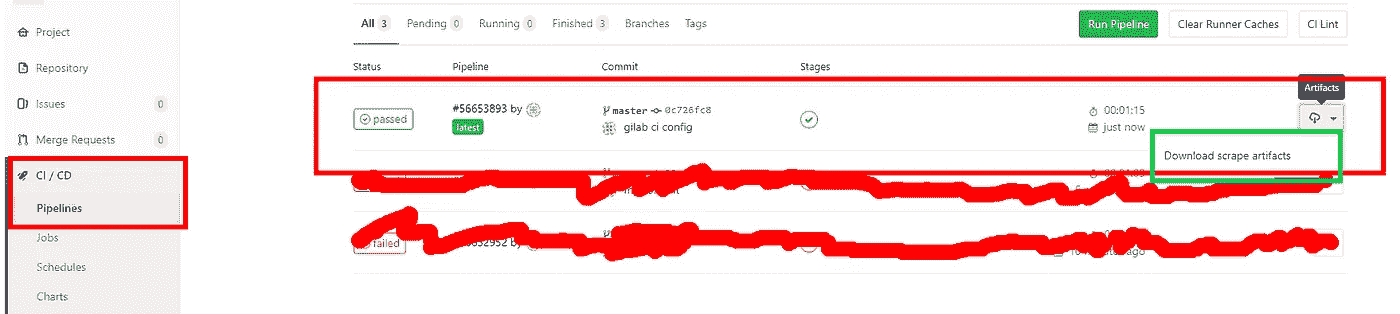 Project
Repository
Issues 0
Merge Requests 0
CI / CD
Pipelines
Jobs
Schedules
Charts
All 3 Pending 0 Running 0 Finished 3 Branches Tags
Run Pipeline Clear Runner Caches CI Lint
Status Pipeline Commit Stages
Artifacts
passed #56653893 by master 0c726fc8 00:01:15
latest gilab ci config just now
Download scrape artifacts
failed by
ago